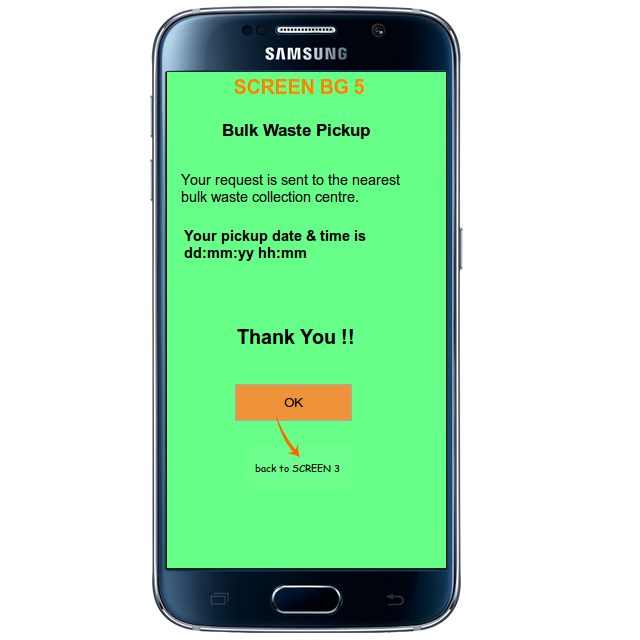 SAMSUNG
SCREEN BG 5
Bulk Waste Pickup
Your request is sent to the nearest
bulk waste collection centre.
Your pickup date & time is
dd:mm:yy hh:mm
Thank You !!
OK
back to SCREEN 3